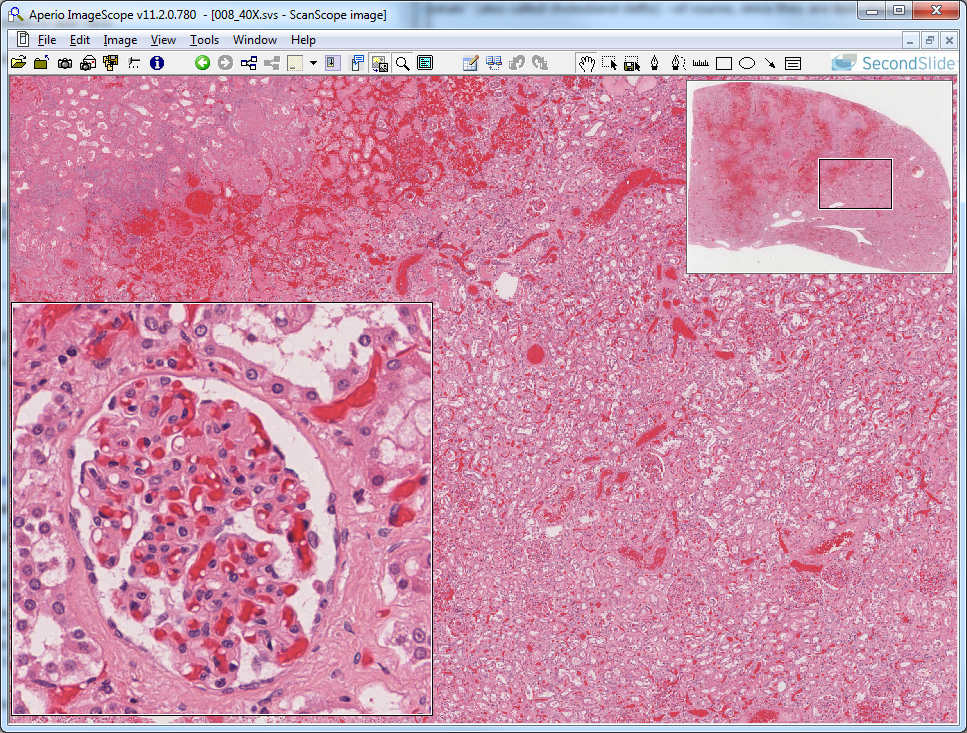 Aperio ImageScope v11.2.0.780 - [008_40X.svs - ScanScope image]
File Edit Image View Tools Window Help
SecondSlide